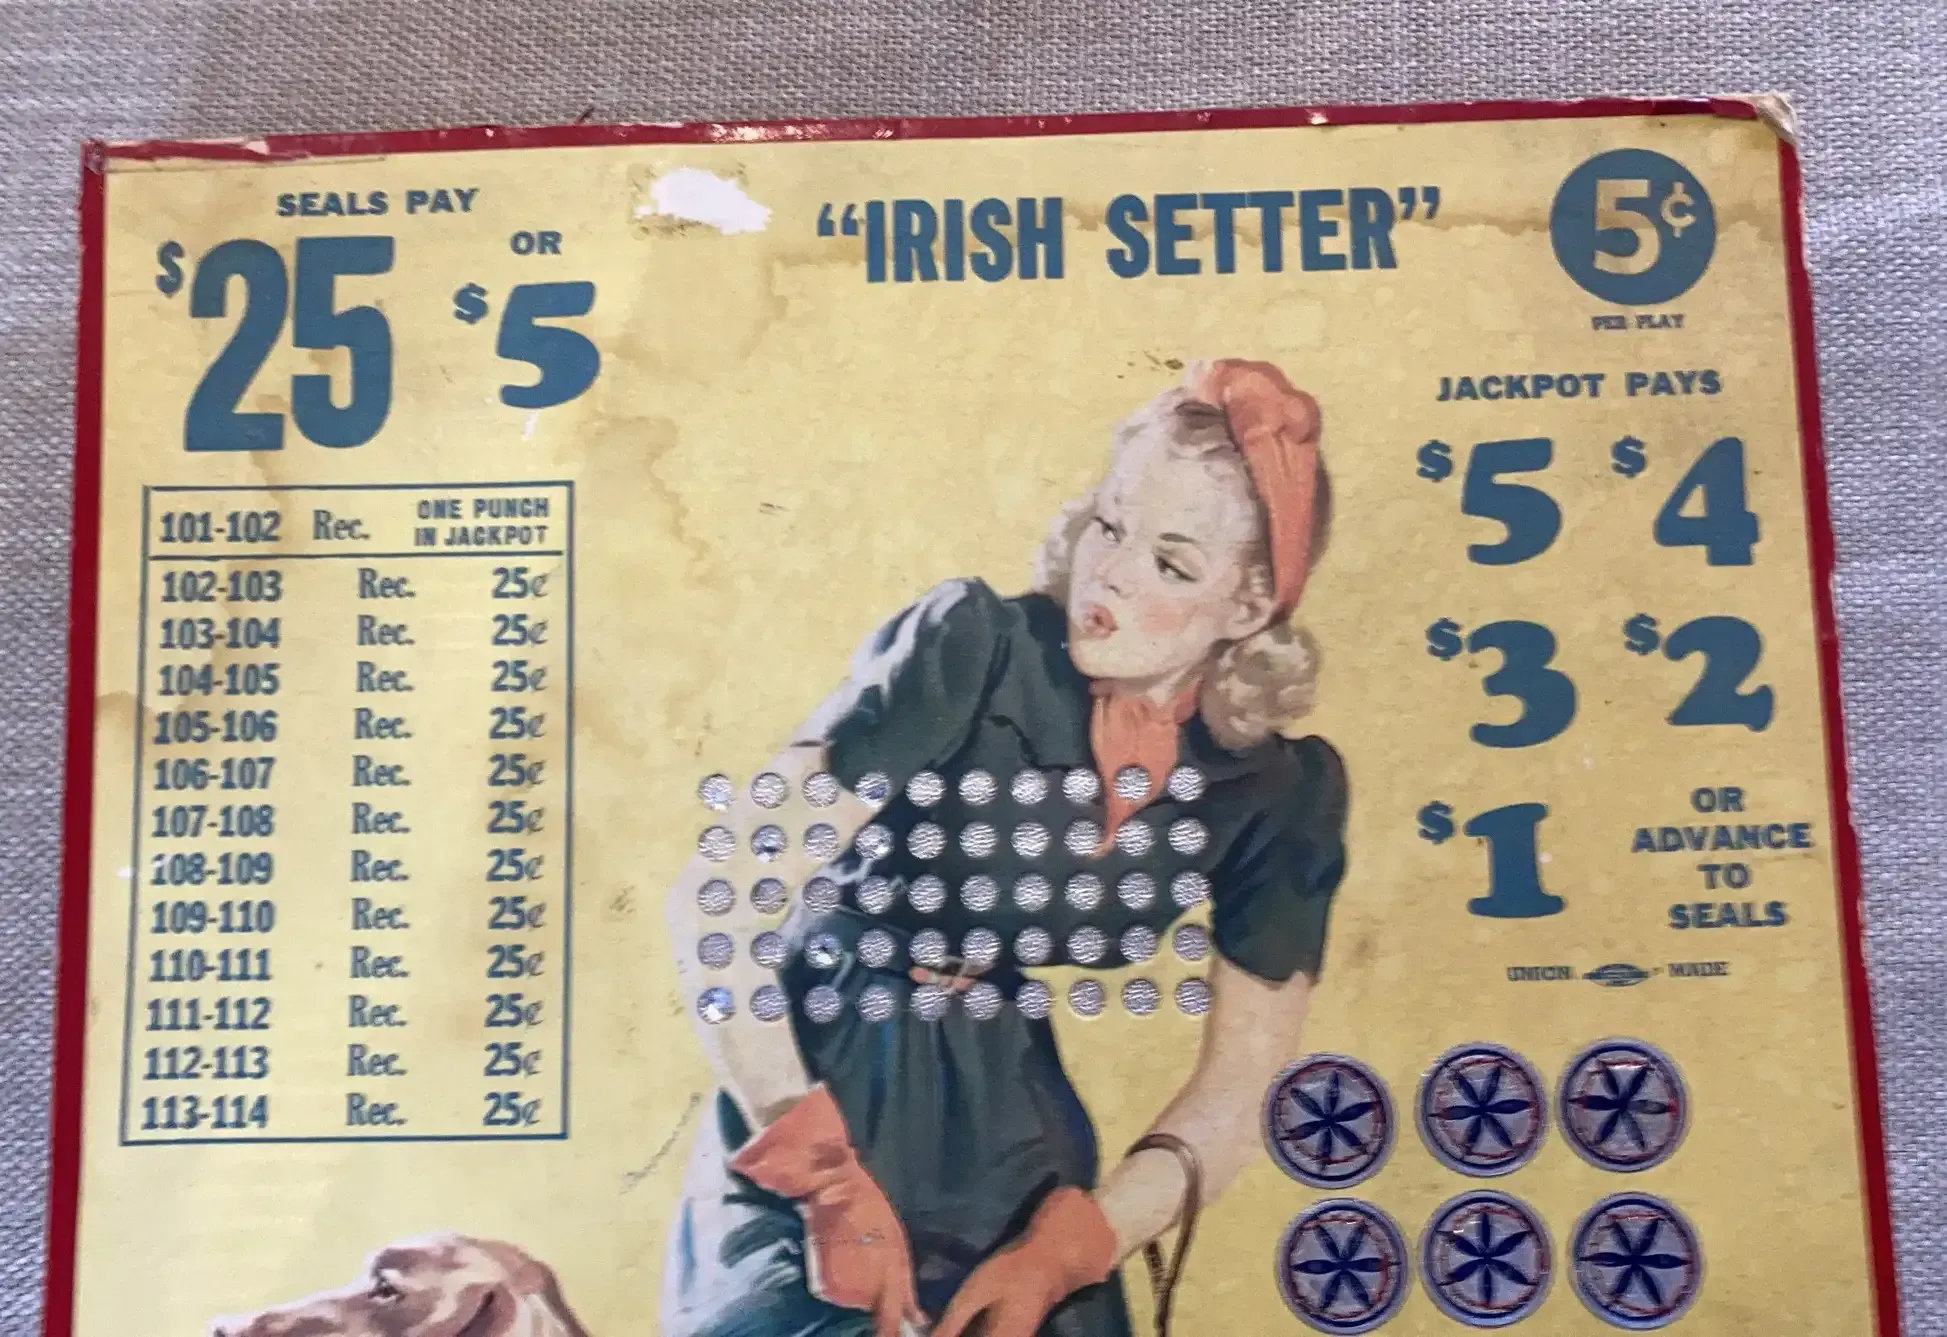 SEALS PAY
$25 OR $5
"IRISH SETTER"
5¢
PER PLAY
JACKPOT PAYS
$5 $4
$3 $2
$1 OR
ADVANCE
TO
SEALS
UNION MADE
101-102 Rec. ONE PUNCH
IN JACKPOT
102-103 Rec. 25¢
103-104 Rec. 25¢
104-105 Rec. 25¢
105-106 Rec. 25¢
106-107 Rec. 25¢
107-108 Rec. 25¢
108-109 Rec. 25¢
109-110 Rec. 25¢
110-111 Rec. 25¢
111-112 Rec. 25¢
112-113 Rec. 25¢
113-114 Rec. 25¢